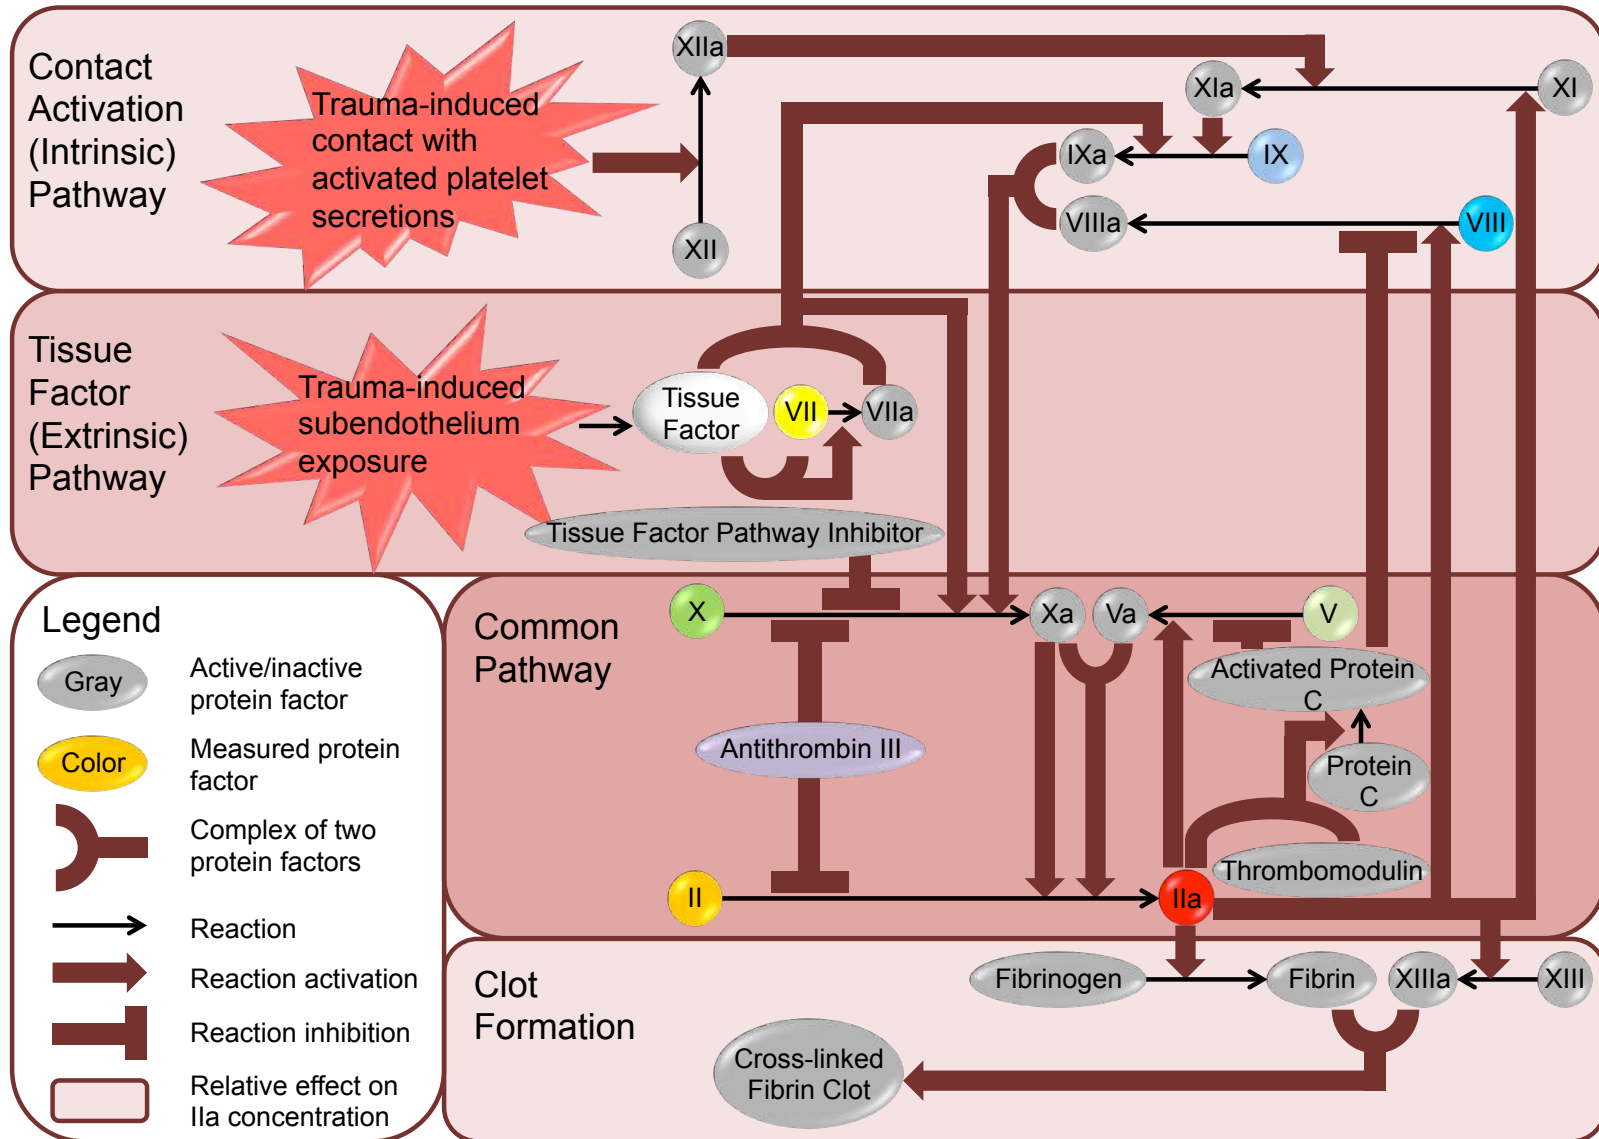 Contact
Activation
(Intrinsic)
Pathway
Trauma-induced
contact with
activated platelet
secretions
XIIa
XII
XIa
XI
IXa
IX
VIIIa
VIII
Tissue
Factor
(Extrinsic)
Pathway
Trauma-induced
subendothelium
exposure
Tissue
Factor
VII
VIIa
Tissue Factor Pathway Inhibitor
Common
Pathway
X
Xa
Va
V
Activated Protein
C
Antithrombin III
Protein
C
Thrombomodulin
II
IIa
Clot
Formation
Fibrinogen
Fibrin
XIIIa
XIII
Cross-linked
Fibrin Clot
Legend
Gray
Active/inactive
protein factor
Color
Measured protein
factor
Complex of two
protein factors
Reaction
Reaction activation
Reaction inhibition
Relative effect on
IIa concentration